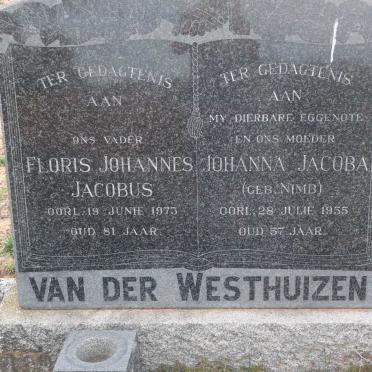 TER GEDAGTENIS
AAN
ONS VADER
FLORIS JOHANNES
JACOBUS
OORL. 19 JUNIE 1973
OUD 81 JAAR.
TER GEDAGTENIS
AAN
MY DIERBARE EGGENOTE
EN ONS MOEDER
JOHANNA JACOBA
(GEB. NIMB)
OORL. 28 JULIE 1955
OUD 57 JAAR.
VAN DER WESTHUIZEN